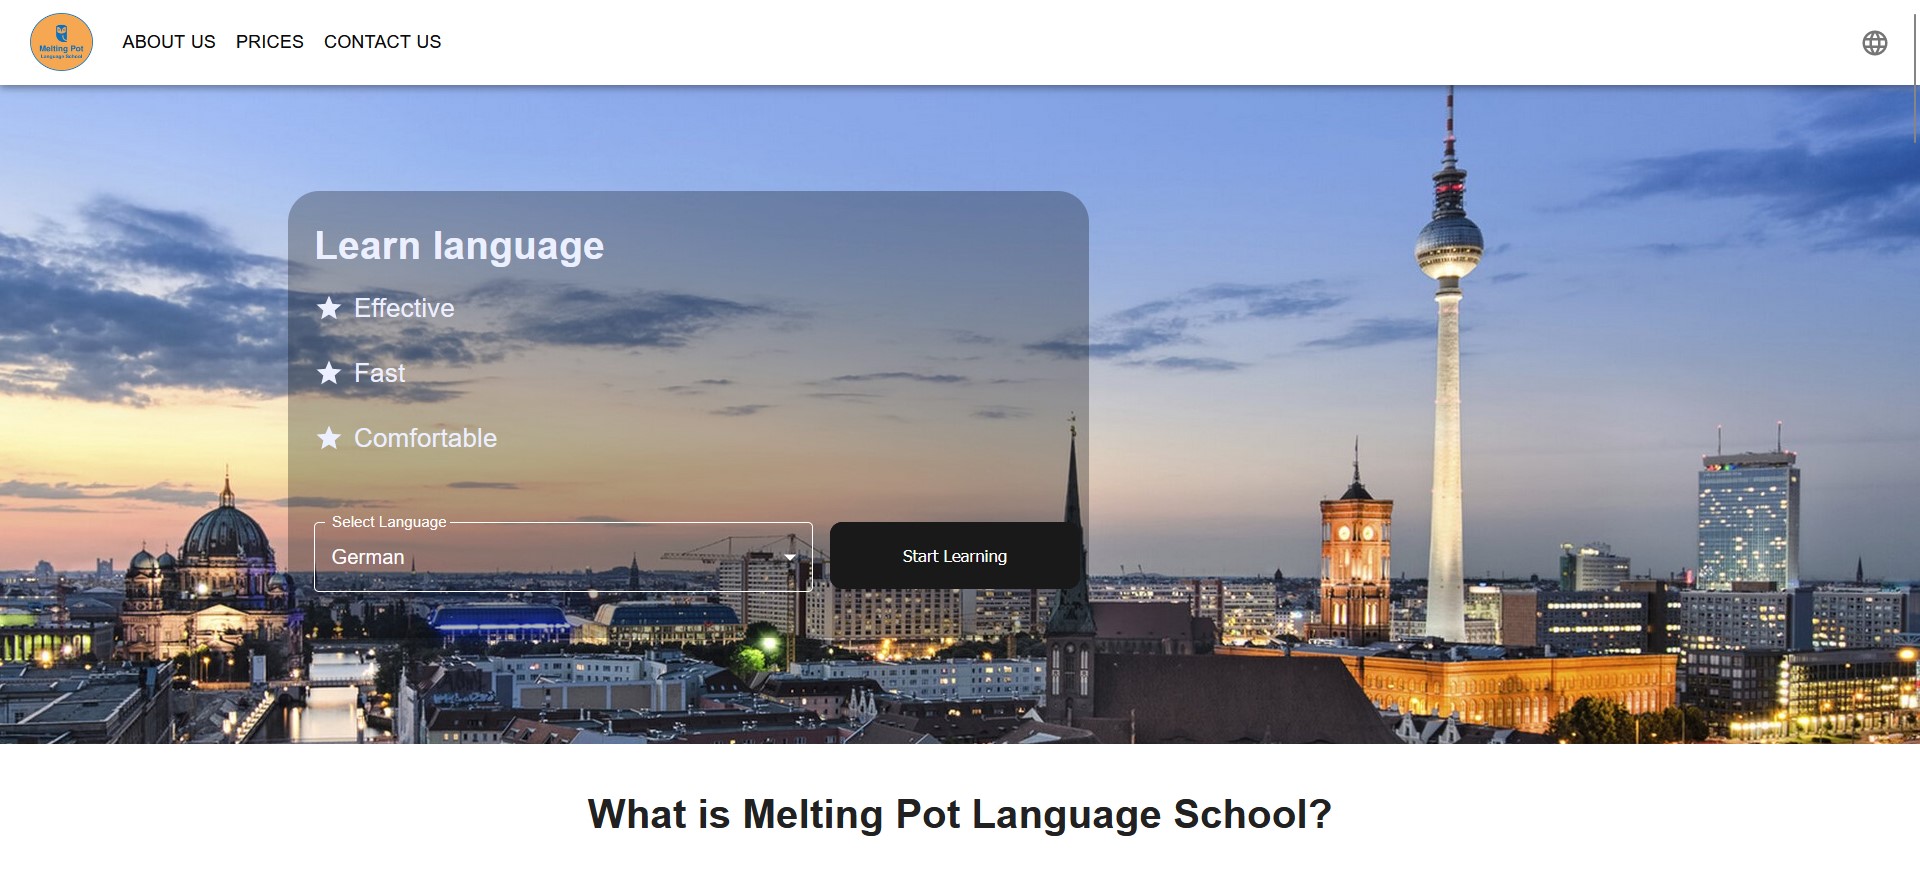 Melting Pot
Language School
ABOUT US
PRICES
CONTACT US
Learn language
Effective
Fast
Comfortable
Select Language
German
Start Learning
What is Melting Pot Language School?